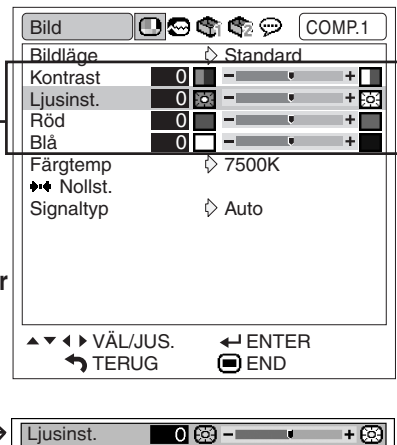 Bild COMP.1
Bildläge Standard
Kontrast 0 - +
Ljusinst. 0 - +
Röd 0 - +
Blå 0 - +
Färgtemp 7500K
Nollst.
Signaltyp Auto
r
VÄL/JUS. ENTER
TERUG END
Ljusinst. 0 - +